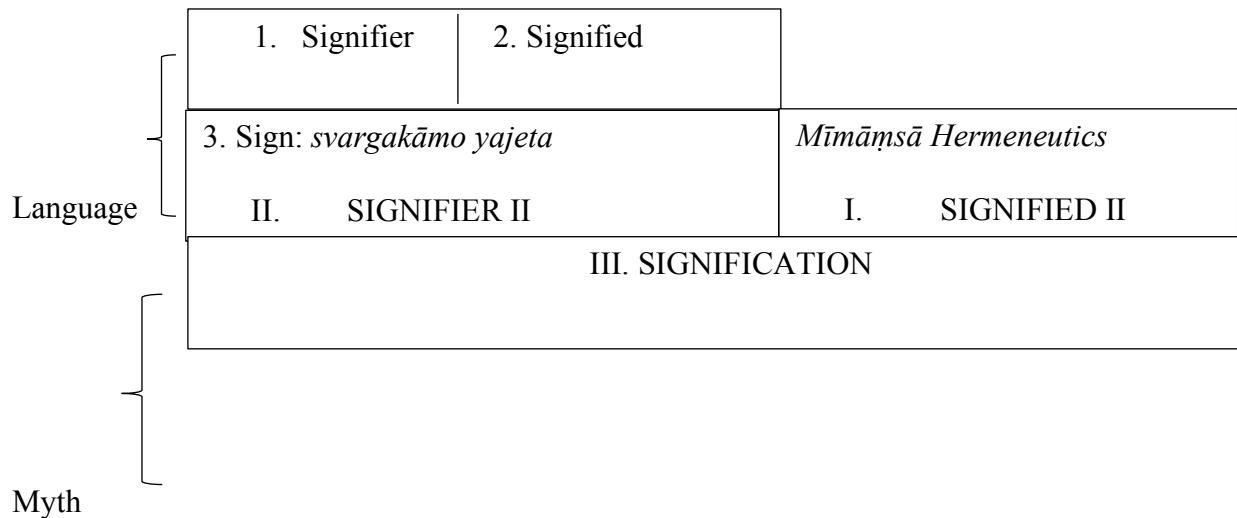 1. Signifier 2. Signified
3. Sign: svargakāmo yajeta Mīmāṃsā Hermeneutics
Language II. SIGNIFIER II I. SIGNIFIED II
III. SIGNIFICATION
Myth